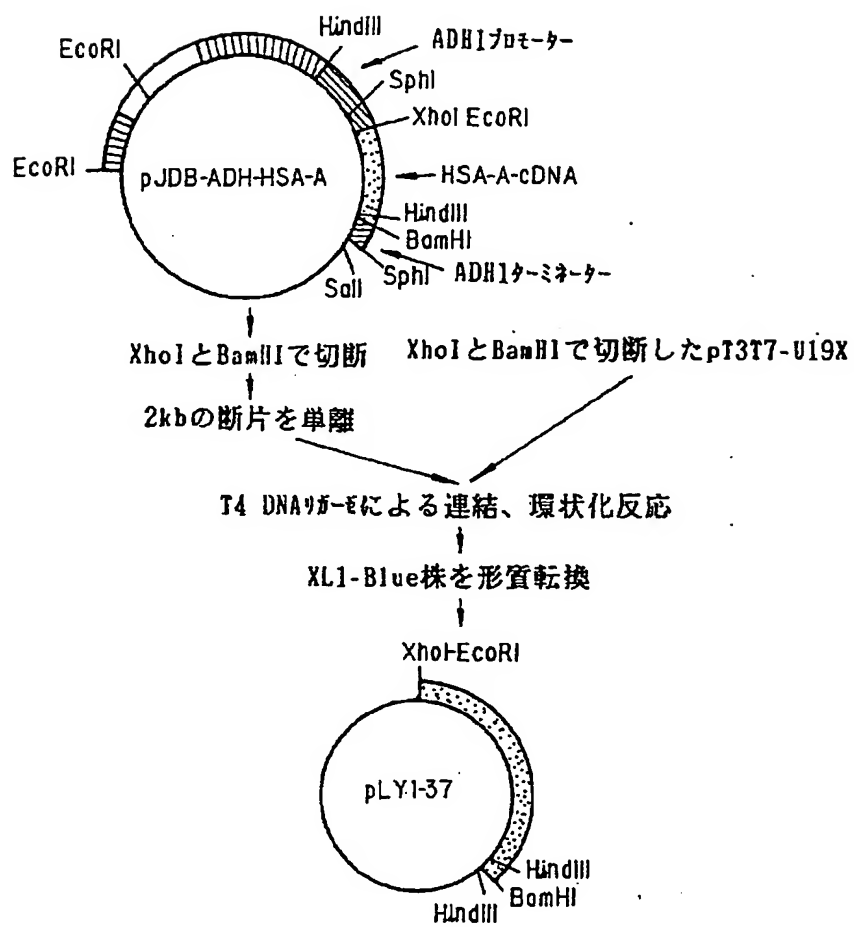 HindIII
ADHIプロモーター
EcoRI
SphI
XhoI EcoRI
EcoRI
pJDB-ADH-HSA-A
HSA-A-cDNA
HindIII
BamHI
SphI
ADH1ターミネーター
SalI
XhoIとBamHIで切断
XhoIとBamHIで切断したpT3T7-U19X
2kbの断片を単離
T4 DNAリガーゼによる連結、環状化反応
XL1-Blue株を形質転換
XhoI-EcoRI
pLY1-37
HindIII
BamHI
HindIII